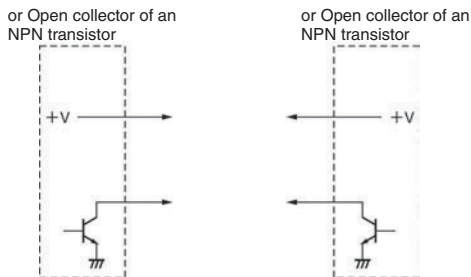 or Open collector of an
NPN transistor
+V
or Open collector of an
NPN transistor
+V